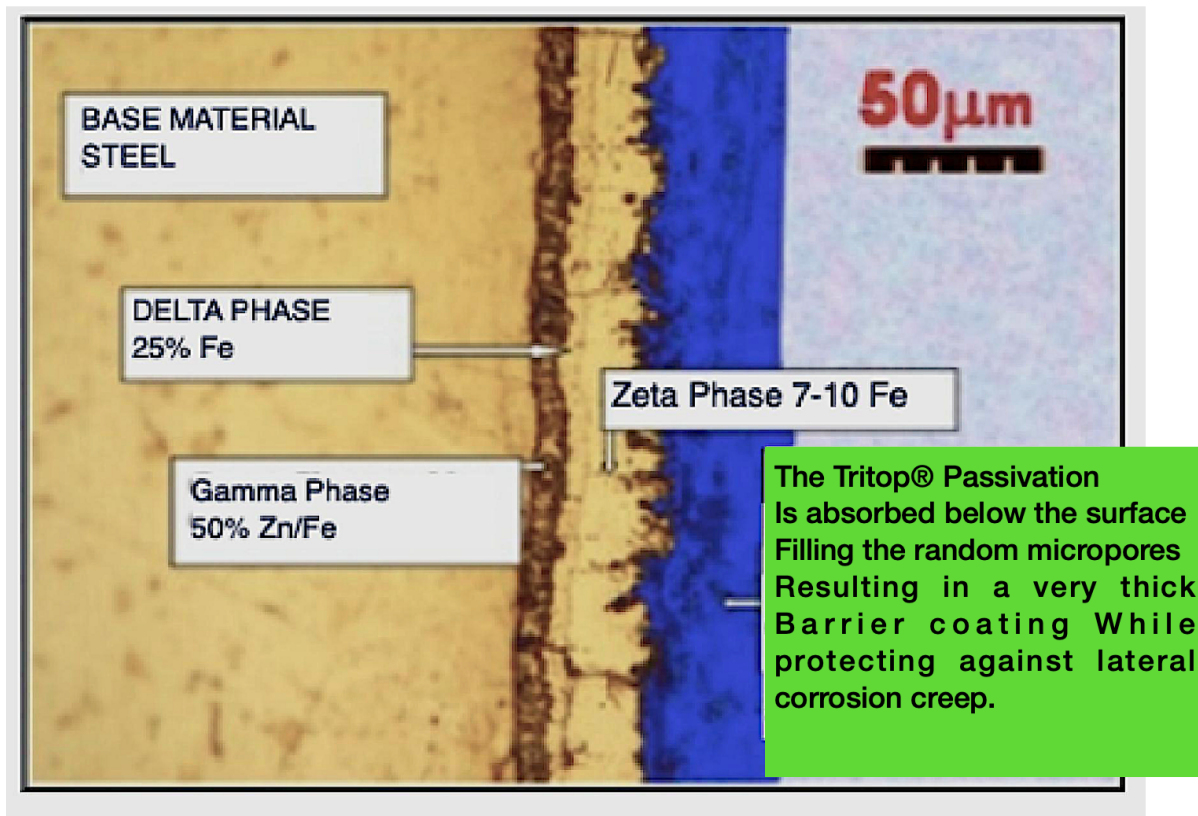 50µm
BASE MATERIAL
STEEL
DELTA PHASE
25% Fe
Zeta Phase 7-10 Fe
Gamma Phase
50% Zn/Fe
The Tritop® Passivation
Is absorbed below the surface
Filling the random micropores
Resulting in a very thick
Barrier coating While
protecting against lateral
corrosion creep.